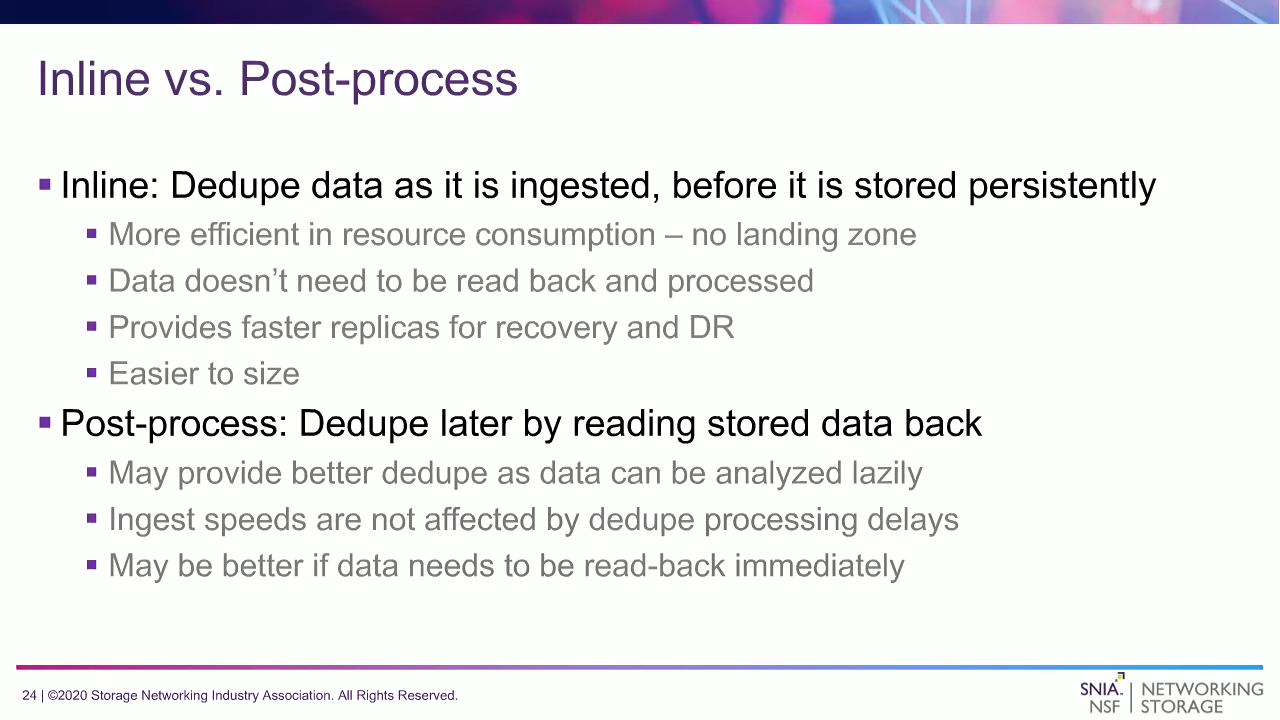 Inline vs. Post-process
▪ Inline: Dedupe data as it is ingested, before it is stored persistently
▪ More efficient in resource consumption – no landing zone
▪ Data doesn’t need to be read back and processed
▪ Provides faster replicas for recovery and DR
▪ Easier to size
▪ Post-process: Dedupe later by reading stored data back
▪ May provide better dedupe as data can be analyzed lazily
▪ Ingest speeds are not affected by dedupe processing delays
▪ May be better if data needs to be read-back immediately
24 | ©2020 Storage Networking Industry Association. All Rights Reserved.
SNIA™ | NETWORKING
NSF | STORAGE